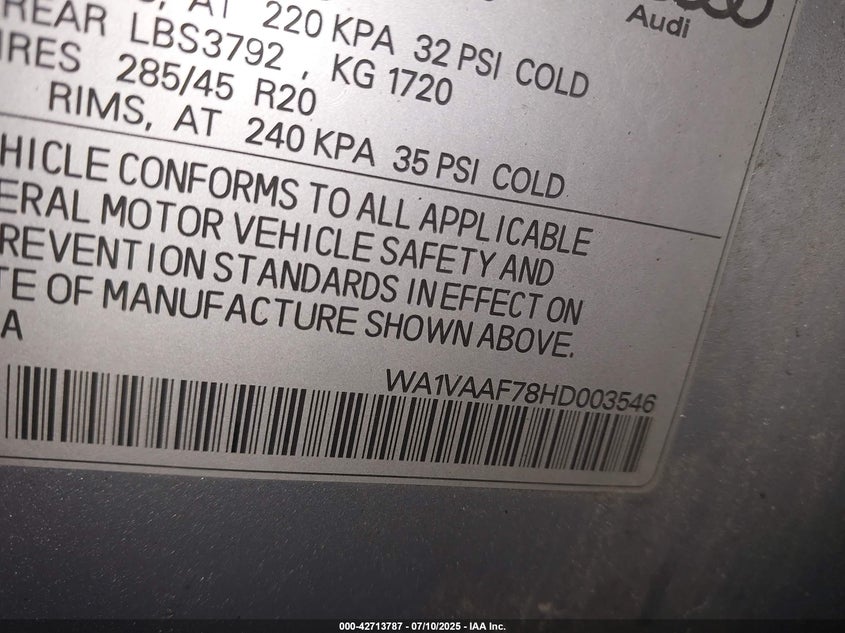 AT 220 KPA 32 PSI COLD
Audi
REAR LBS3792 , KG 1720
285/45 R20
RIMS, AT 240 KPA 35 PSI COLD
HICLE CONFORMS TO ALL APPLICABLE
ERAL MOTOR VEHICLE SAFETY AND
REVENTION STANDARDS IN EFFECT ON
TE OF MANUFACTURE SHOWN ABOVE.
A
WA1VAAF78HD003546
000-42713787 - 07/10/2025 - IAA Inc.